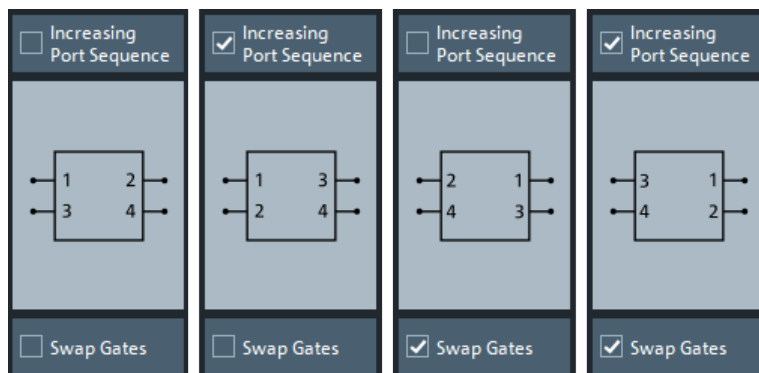 Increasing
Port Sequence
1 2
3 4
Swap Gates
Increasing
Port Sequence
1 3
2 4
Swap Gates
Increasing
Port Sequence
2 1
4 3
Swap Gates
Increasing
Port Sequence
3 1
4 2
Swap Gates